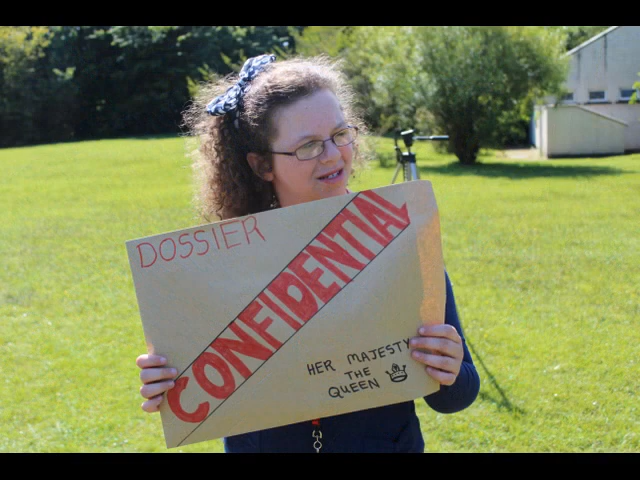 DOSSIER
CONFIDENTIAL
HER MAJESTY
THE
QUEEN